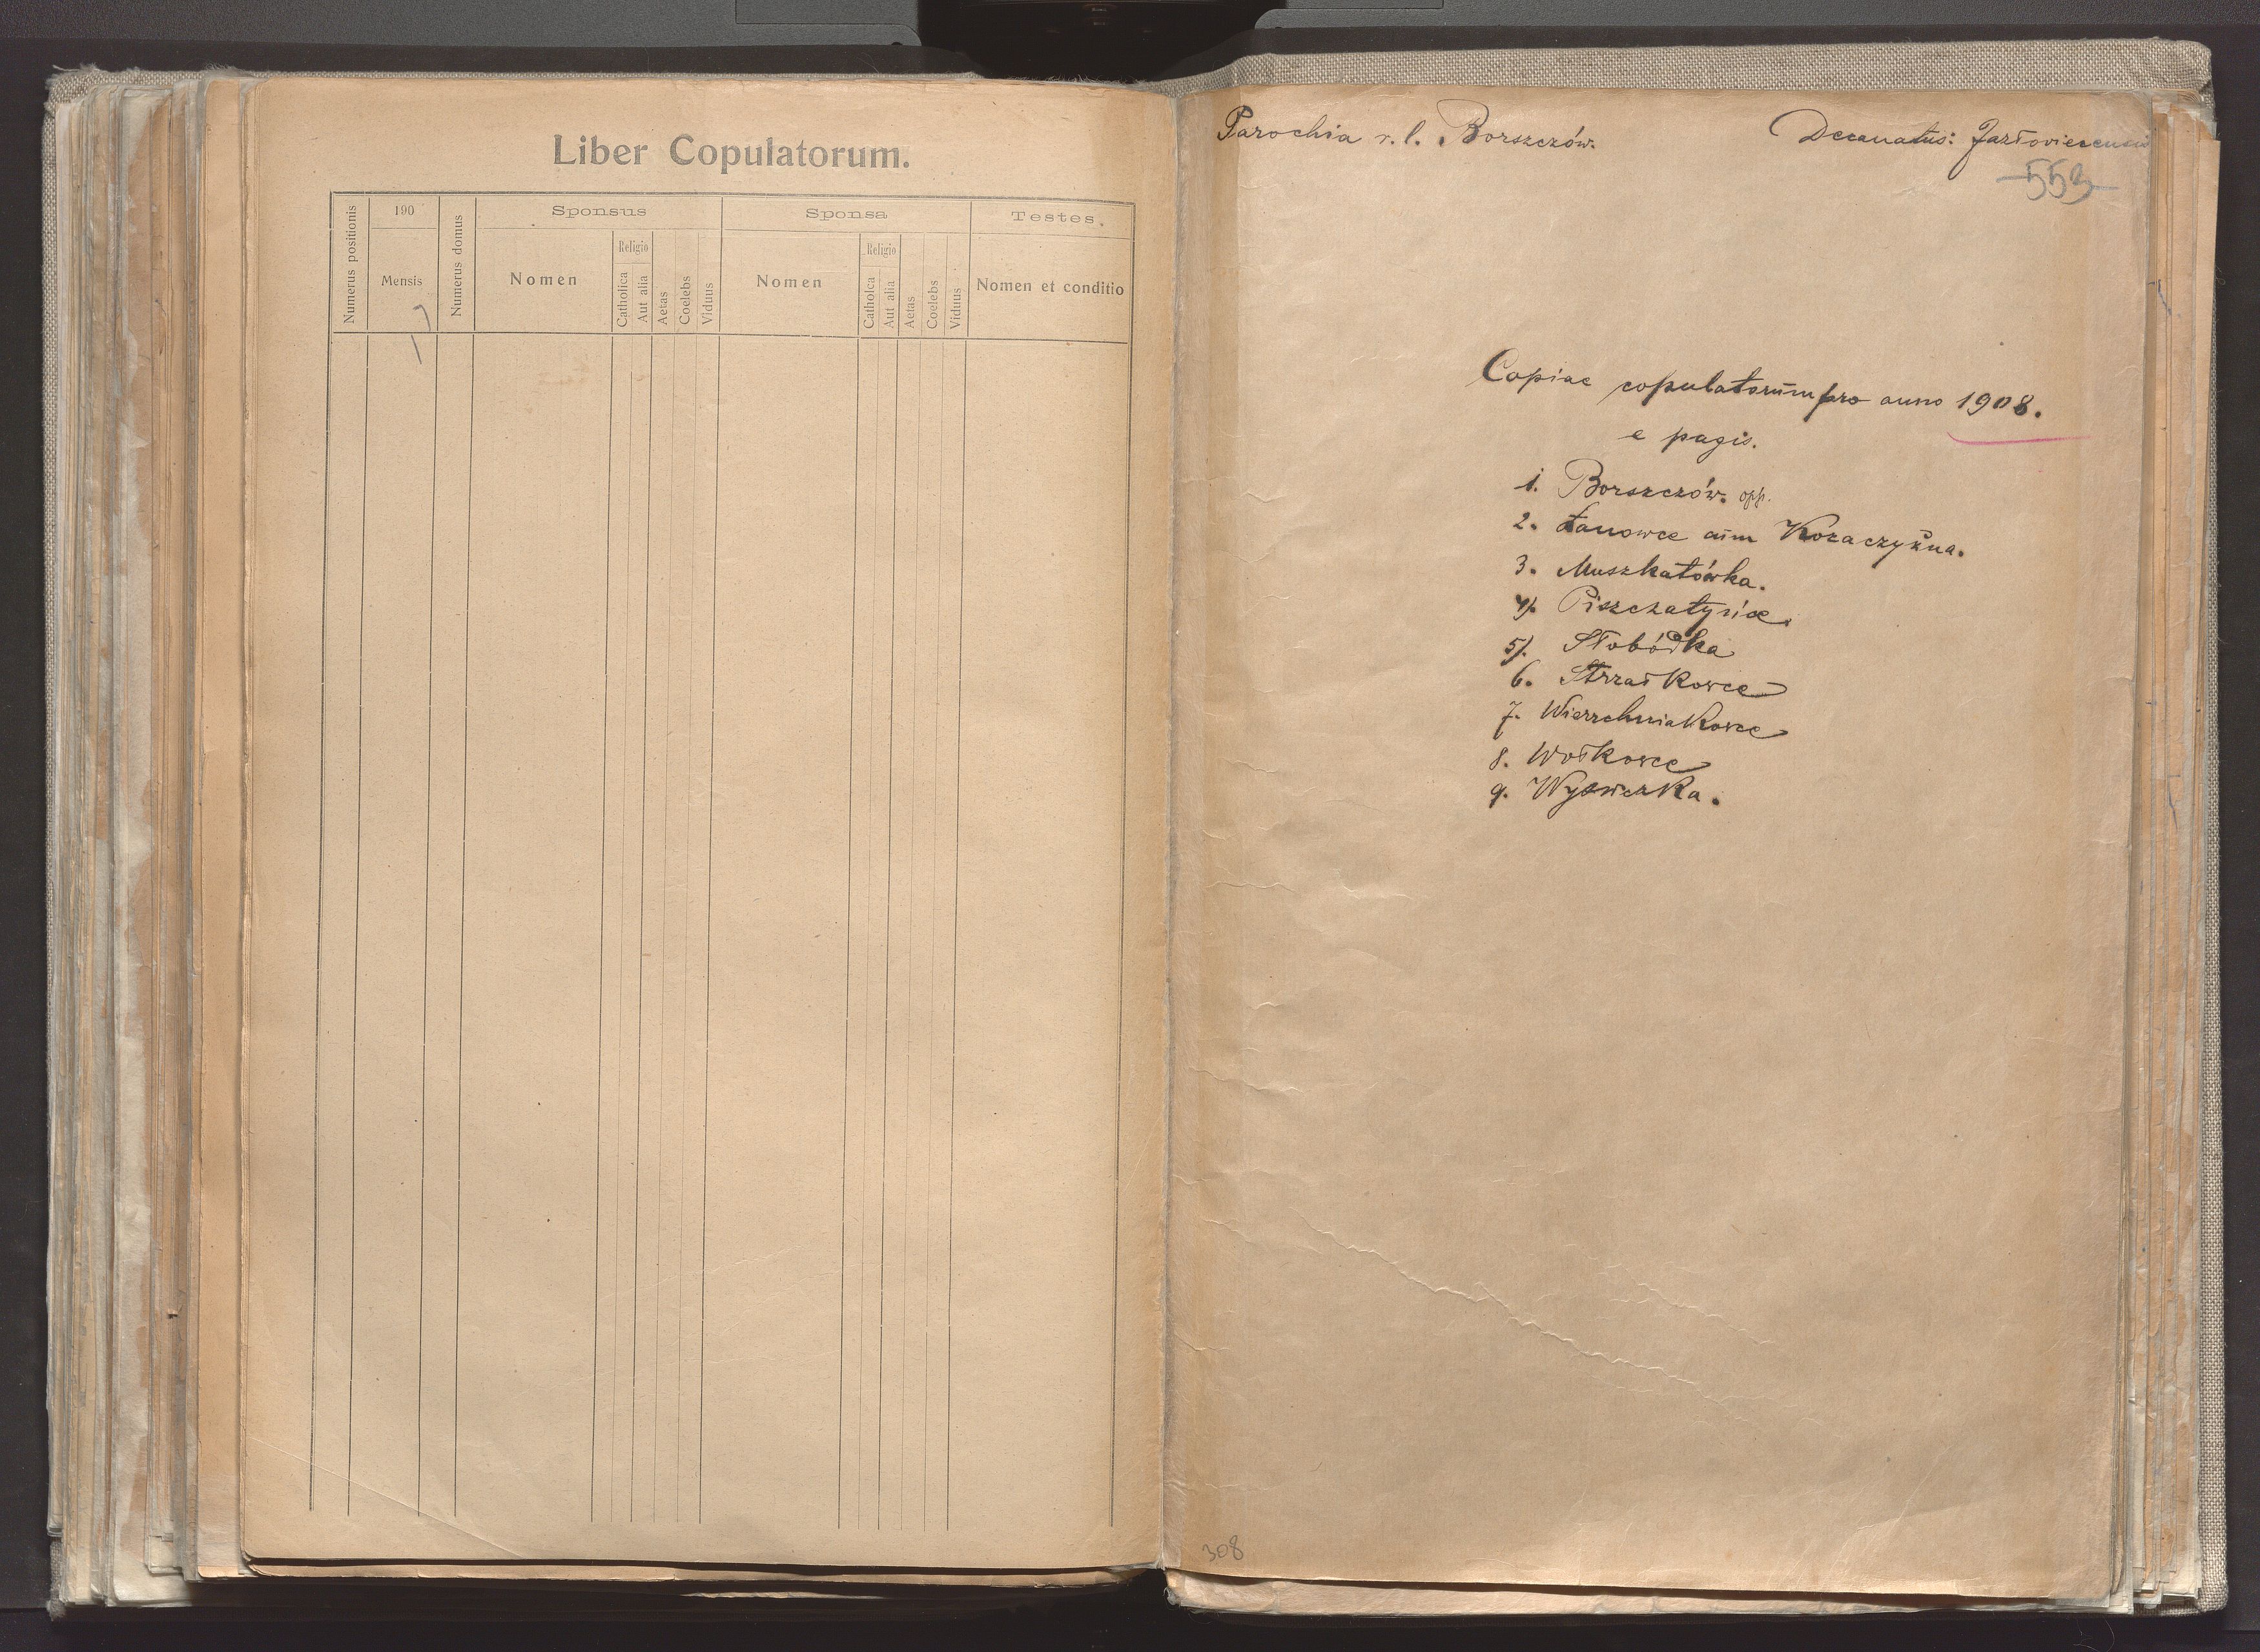 Liber Copulatorum.
Numerus positionis
190
Mensis
Numerus domus
Sponsus
Nomen
Religio
Catholica
Aut alia
Aetas
Coelebs
Viduus
Sponsa
Nomen
Religio
Catholca
Aut alia
Aetas
Coelebs
Viduus
Testes.
Nomen et conditio
Parochia r. l. Borszczów.
Decanatus: Jazłoviecensis
553
Copiae copulatorum pro anno 1908.
e pagis.
1. Borszczów. opp.
2. Łanowce cum Kozaczyzna.
3. Muszkatówka.
4). Piszczatyńce.
5). Słobódka
6. Strzałkowce
7. Wierzchniakowce
8. Wołkowce
9. Wysuczka.
308